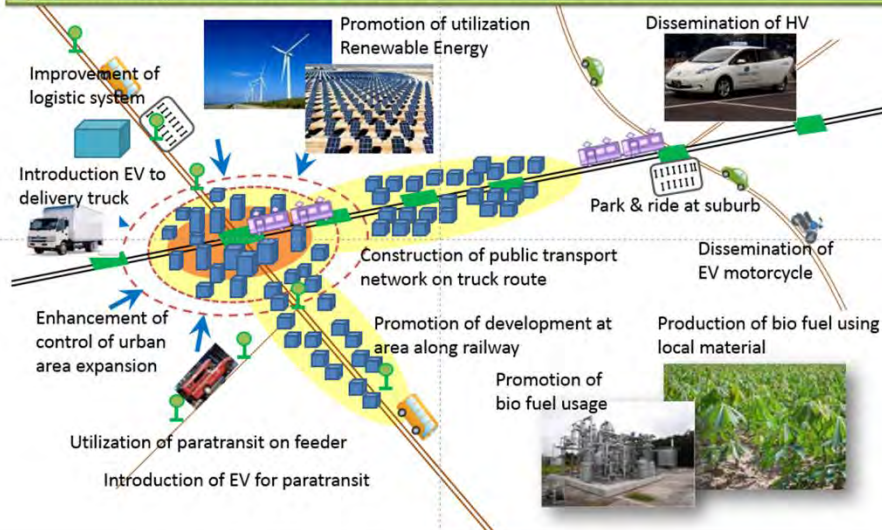 Promotion of utilization
Renewable Energy
Dissemination of HV
Improvement of
logistic system
Introduction EV to
delivery truck
Park & ride at suburb
Construction of public transport
network on truck route
Dissemination of
EV motorcycle
Enhancement of
control of urban
area expansion
Promotion of development at
area along railway
Production of bio fuel using
local material
Promotion of
bio fuel usage
Utilization of paratransit on feeder
Introduction of EV for paratransit